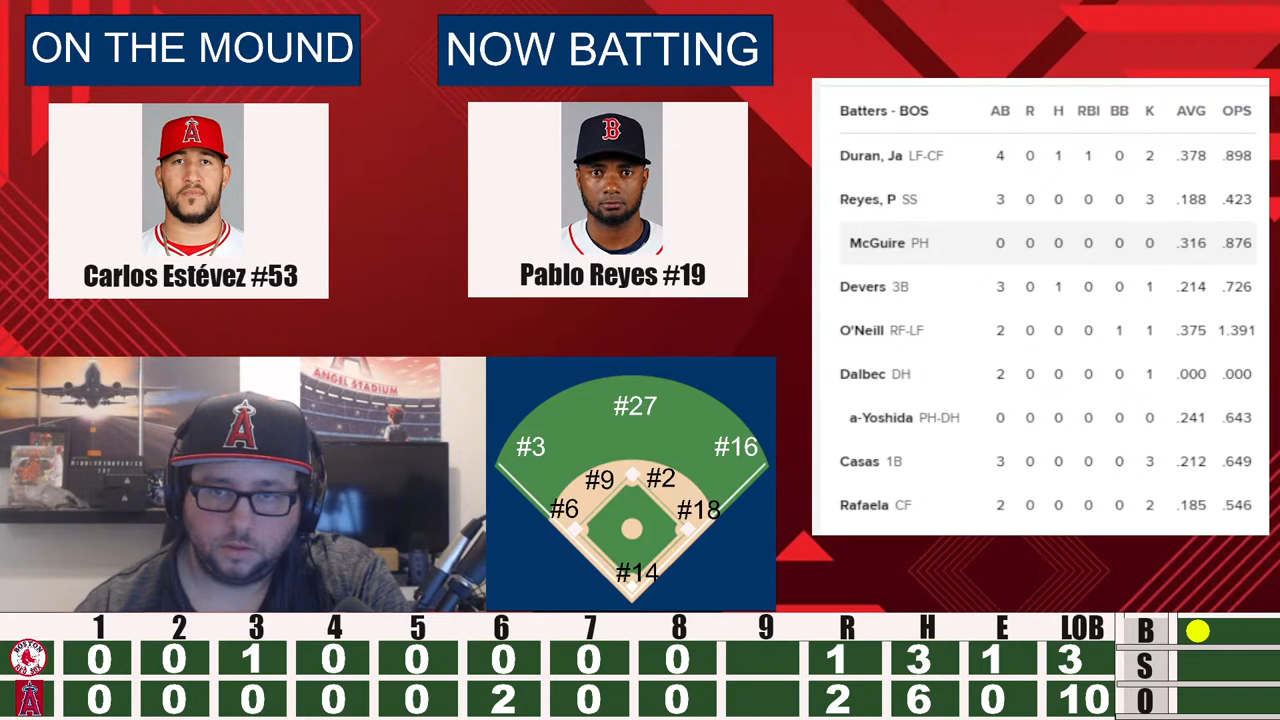 ON THE MOUND
NOW BATTING
Carlos Estévez #53
Pablo Reyes #19
Batters - BOS AB R H RBI BB K AVG OPS
Duran, Ja LF-CF 4 0 1 1 0 2 .378 .898
Reyes, P SS 3 0 0 0 0 3 .188 .423
McGuire PH 0 0 0 0 0 0 .316 .876
Devers 3B 3 0 1 0 0 1 .214 .726
O'Neill RF-LF 2 0 0 0 1 1 .375 1.391
Dalbec DH 2 0 0 0 0 1 .000 .000
a-Yoshida PH-DH 0 0 0 0 0 0 .241 .643
Casas 1B 3 0 0 0 0 3 .212 .649
Rafaela CF 2 0 0 0 0 2 .185 .546
ANGEL STADIUM
#27
#3 #16
#9 #2
#6 #18
#14
1 2 3 4 5 6 7 8 9 R H E LOB B
0 0 1 0 0 0 0 0 1 3 1 3 S
0 0 0 0 0 2 0 0 2 6 0 10 O